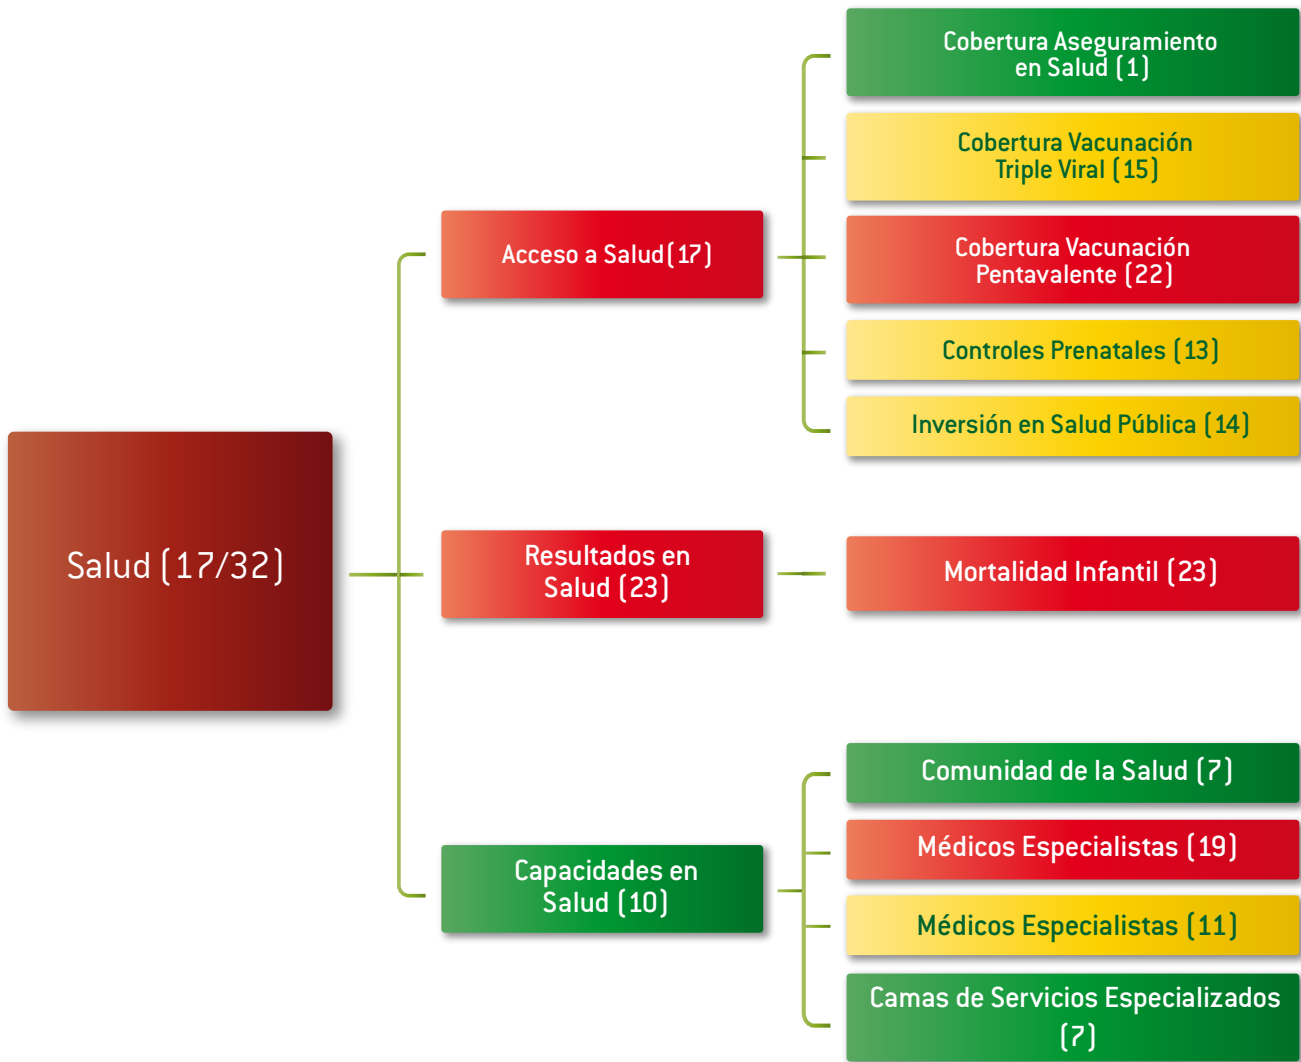 Salud (17/32)
Acceso a Salud(17)
Cobertura Aseguramiento
en Salud (1)
Cobertura Vacunación
Triple Viral (15)
Cobertura Vacunación
Pentavalente (22)
Controles Prenatales (13)
Inversión en Salud Pública (14)
Resultados en
Salud (23)
Mortalidad Infantil (23)
Capacidades en
Salud (10)
Comunidad de la Salud (7)
Médicos Especialistas (19)
Médicos Especialistas (11)
Camas de Servicios Especializados
(7)